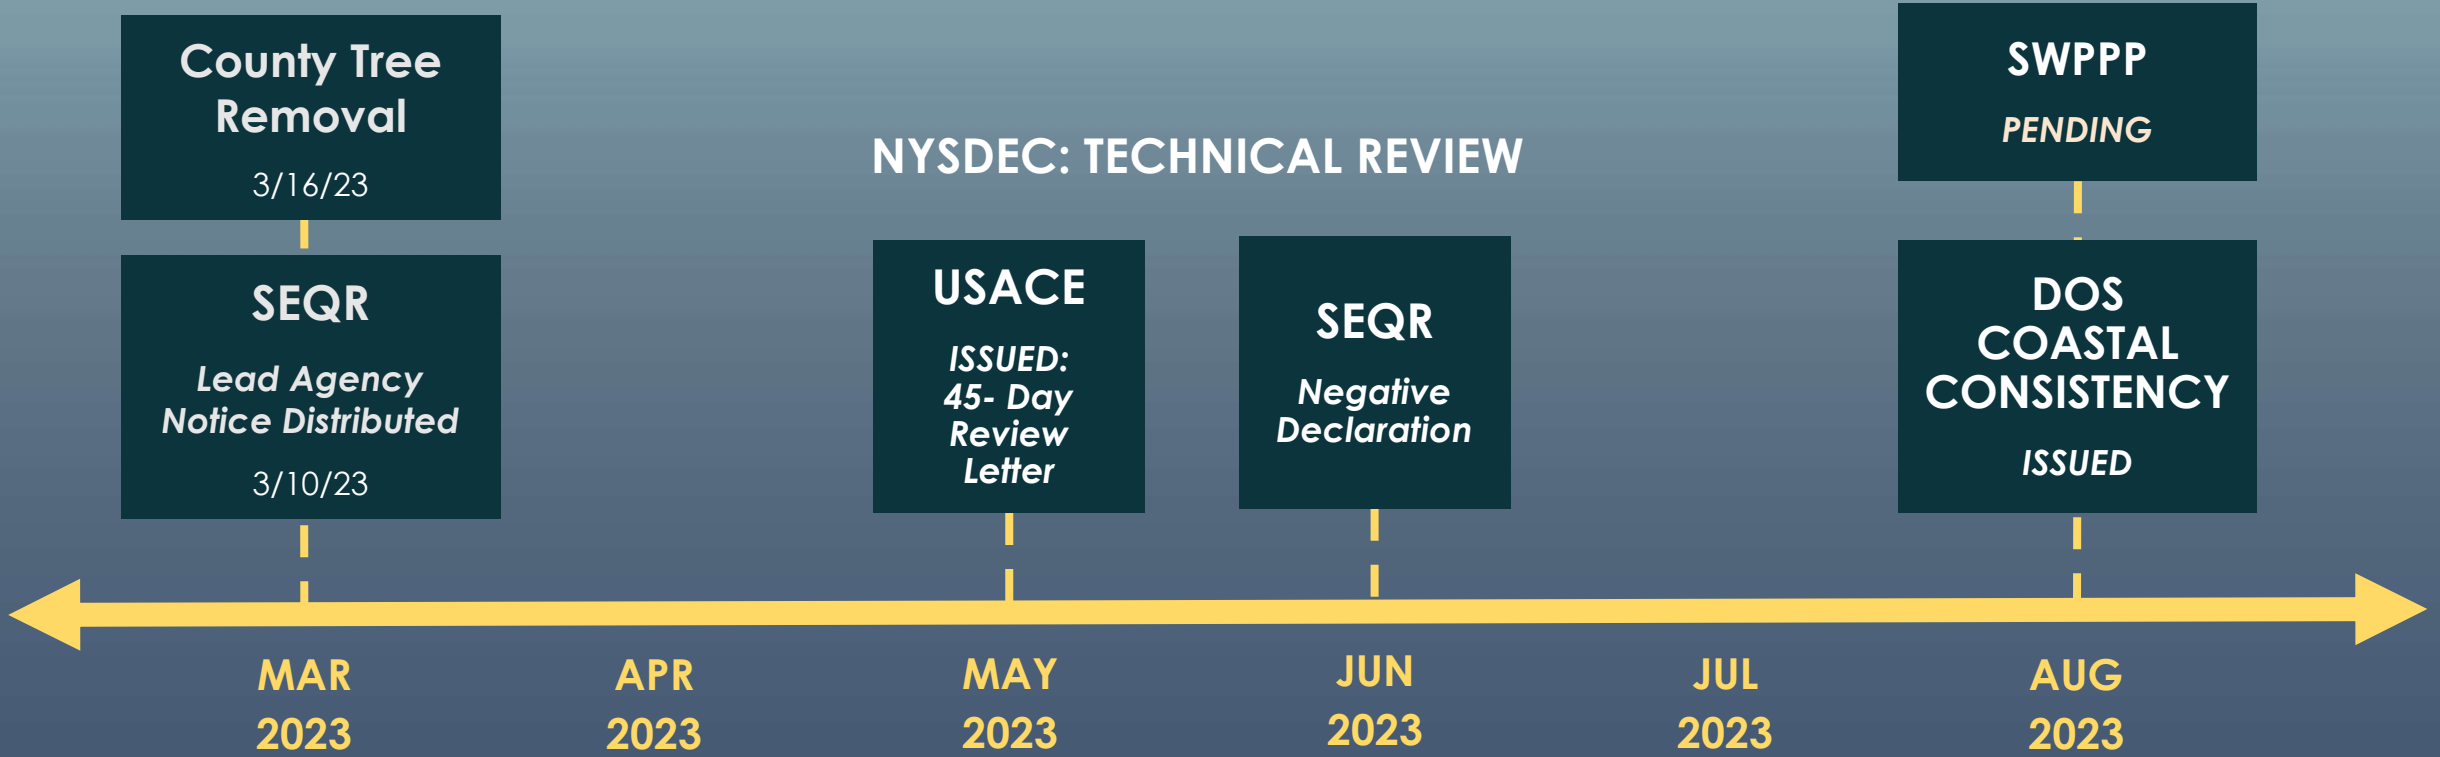 County Tree
Removal
3/16/23
SEQR
Lead Agency
Notice Distributed
3/10/23
NYSDEC: TECHNICAL REVIEW
USACE
ISSUED:
45- Day
Review
Letter
SEQR
Negative
Declaration
SWPPP
PENDING
DOS
COASTAL
CONSISTENCY
ISSUED
MAR
2023
APR
2023
MAY
2023
JUN
2023
JUL
2023
AUG
2023